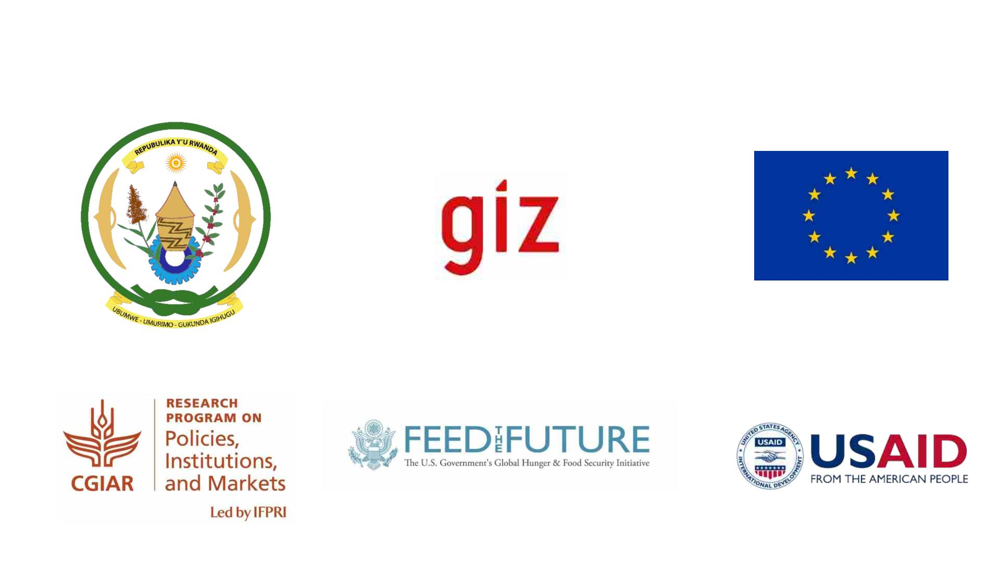 REPUBULIKA Y'U RWANDA
UBUMWE - UMURIMO - GUKUNDA IGIHUGU
giz
CGIAR
RESEARCH
PROGRAM ON
Policies,
Institutions,
and Markets
Led by IFPRI
FEED THE FUTURE
The U.S. Government's Global Hunger & Food Security Initiative
UNITED STATES AGENCY
USAID
INTERNATIONAL DEVELOPMENT
USAID
FROM THE AMERICAN PEOPLE